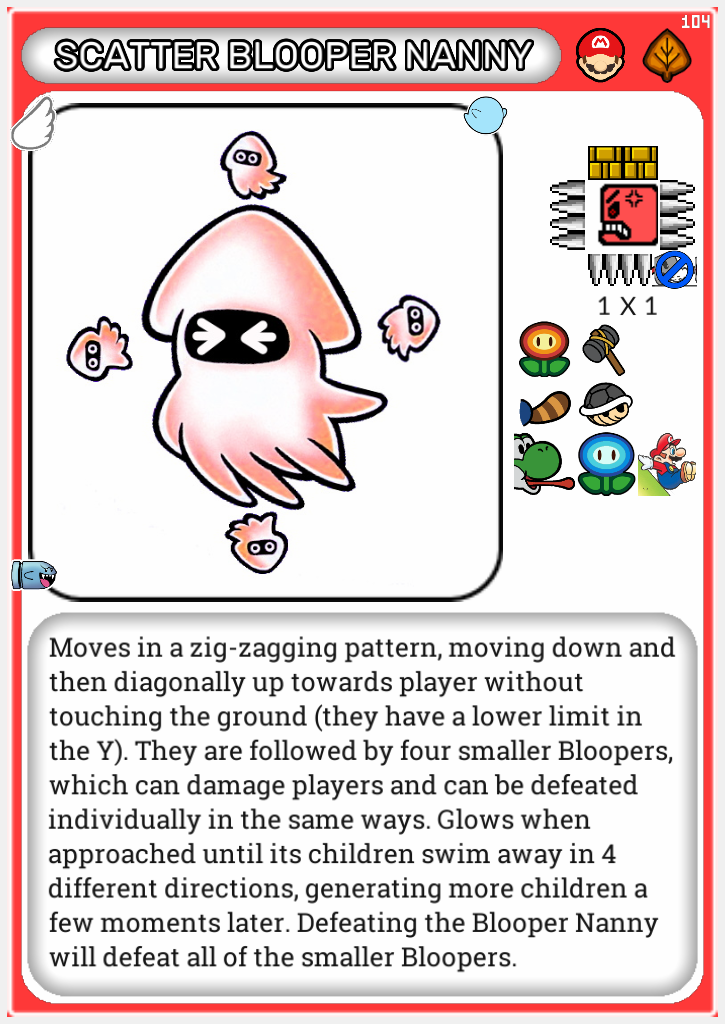 104
SCATTER BLOOPER NANNY
M
1 X 1
Moves in a zig-zagging pattern, moving down and
then diagonally up towards player without
touching the ground (they have a lower limit in
the Y). They are followed by four smaller Bloopers,
which can damage players and can be defeated
individually in the same ways. Glows when
approached until its children swim away in 4
different directions, generating more children a
few moments later. Defeating the Blooper Nanny
will defeat all of the smaller Bloopers.